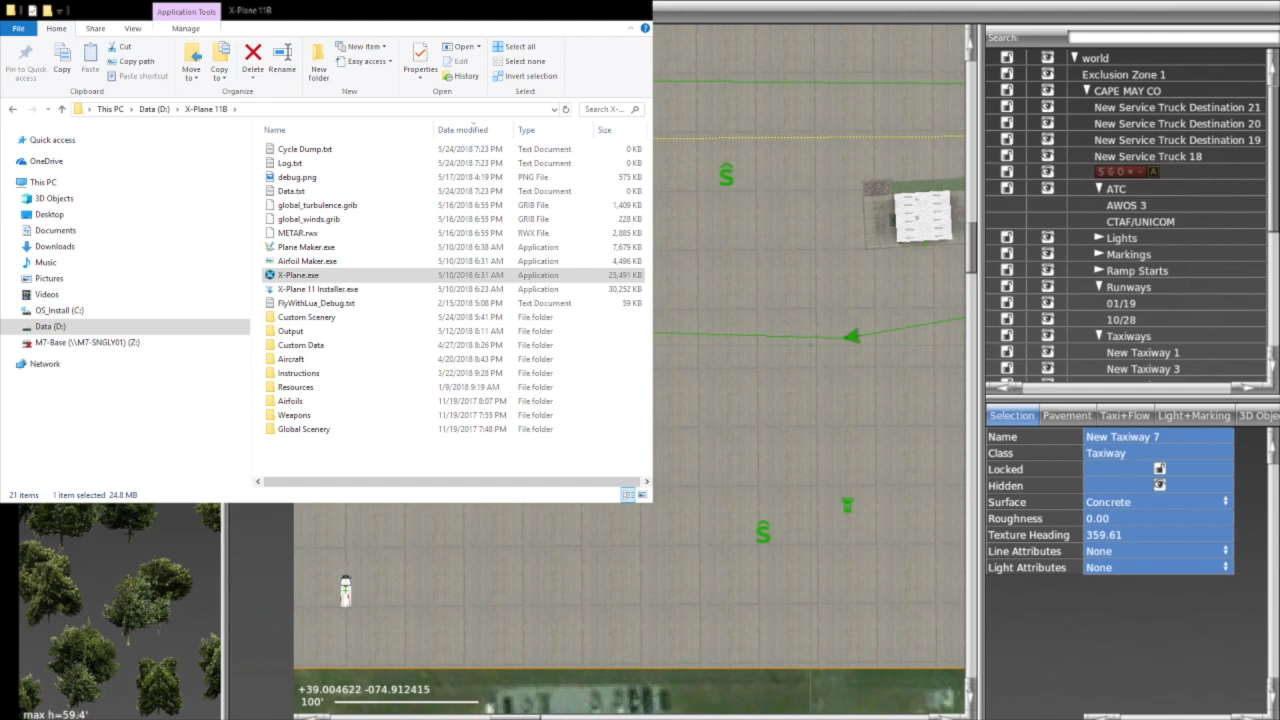 Application Tools X-Plane 11B
File Home Share View Manage
Pin to Quick access
Copy
Paste
Cut
Copy path
Paste shortcut
Clipboard
Move to
Copy to
Delete
Rename
Organize
New folder
New item
Easy access
New
Properties
Open
Edit
History
Open
Select all
Select none
Invert selection
Select
This PC Data (D:) X-Plane 11B
Search X-...
Quick access
OneDrive
This PC
3D Objects
Desktop
Documents
Downloads
Music
Pictures
Videos
OS_Install (C:)
Data (D:)
M7-Base (\\M7-SNGLY01) (Z:)
Network
Name Date modified Type Size
Cycle Dump.txt 5/24/2018 7:23 PM Text Document 0 KB
Log.txt 5/24/2018 7:23 PM Text Document 0 KB
debug.png 5/17/2018 4:19 PM PNG File 575 KB
Data.txt 5/24/2018 7:23 PM Text Document 0 KB
global_turbulence.grib 5/16/2018 6:55 PM GRIB File 1,409 KB
global_winds.grib 5/16/2018 6:55 PM GRIB File 228 KB
METAR.rwx 5/16/2018 6:55 PM RWX File 2,885 KB
Plane Maker.exe 5/10/2018 6:38 AM Application 7,679 KB
Airfoil Maker.exe 5/10/2018 6:31 AM Application 4,496 KB
X-Plane.exe 5/10/2018 6:31 AM Application 25,491 KB
X-Plane 11 Installer.exe 5/10/2018 6:23 AM Application 30,252 KB
FlyWithLua_Debug.txt 2/15/2018 5:08 PM Text Document 59 KB
Custom Scenery 5/24/2018 5:41 PM File folder
Output 5/12/2018 8:11 AM File folder
Custom Data 4/27/2018 8:26 PM File folder
Aircraft 4/20/2018 8:43 PM File folder
Instructions 3/22/2018 9:28 PM File folder
Resources 1/9/2018 9:19 AM File folder
Airfoils 11/19/2017 8:07 PM File folder
Weapons 11/19/2017 7:55 PM File folder
Global Scenery 11/19/2017 7:48 PM File folder
21 items 1 item selected 24.8 MB
S
S
+39.004622 -074.912415
100'
max h=59.4'
Search:
world
Exclusion Zone 1
CAPE MAY CO
New Service Truck Destination 21
New Service Truck Destination 20
New Service Truck Destination 19
New Service Truck 18
ATC
AWOS 3
CTAF/UNICOM
Lights
Markings
Ramp Starts
Runways
01/19
10/28
Taxiways
New Taxiway 1
New Taxiway 3
Selection Pavement Taxi+Flow Light+Marking 3D Obje
Name New Taxiway 7
Class Taxiway
Locked
Hidden
Surface Concrete
Roughness 0.00
Texture Heading 359.61
Line Attributes None
Light Attributes None